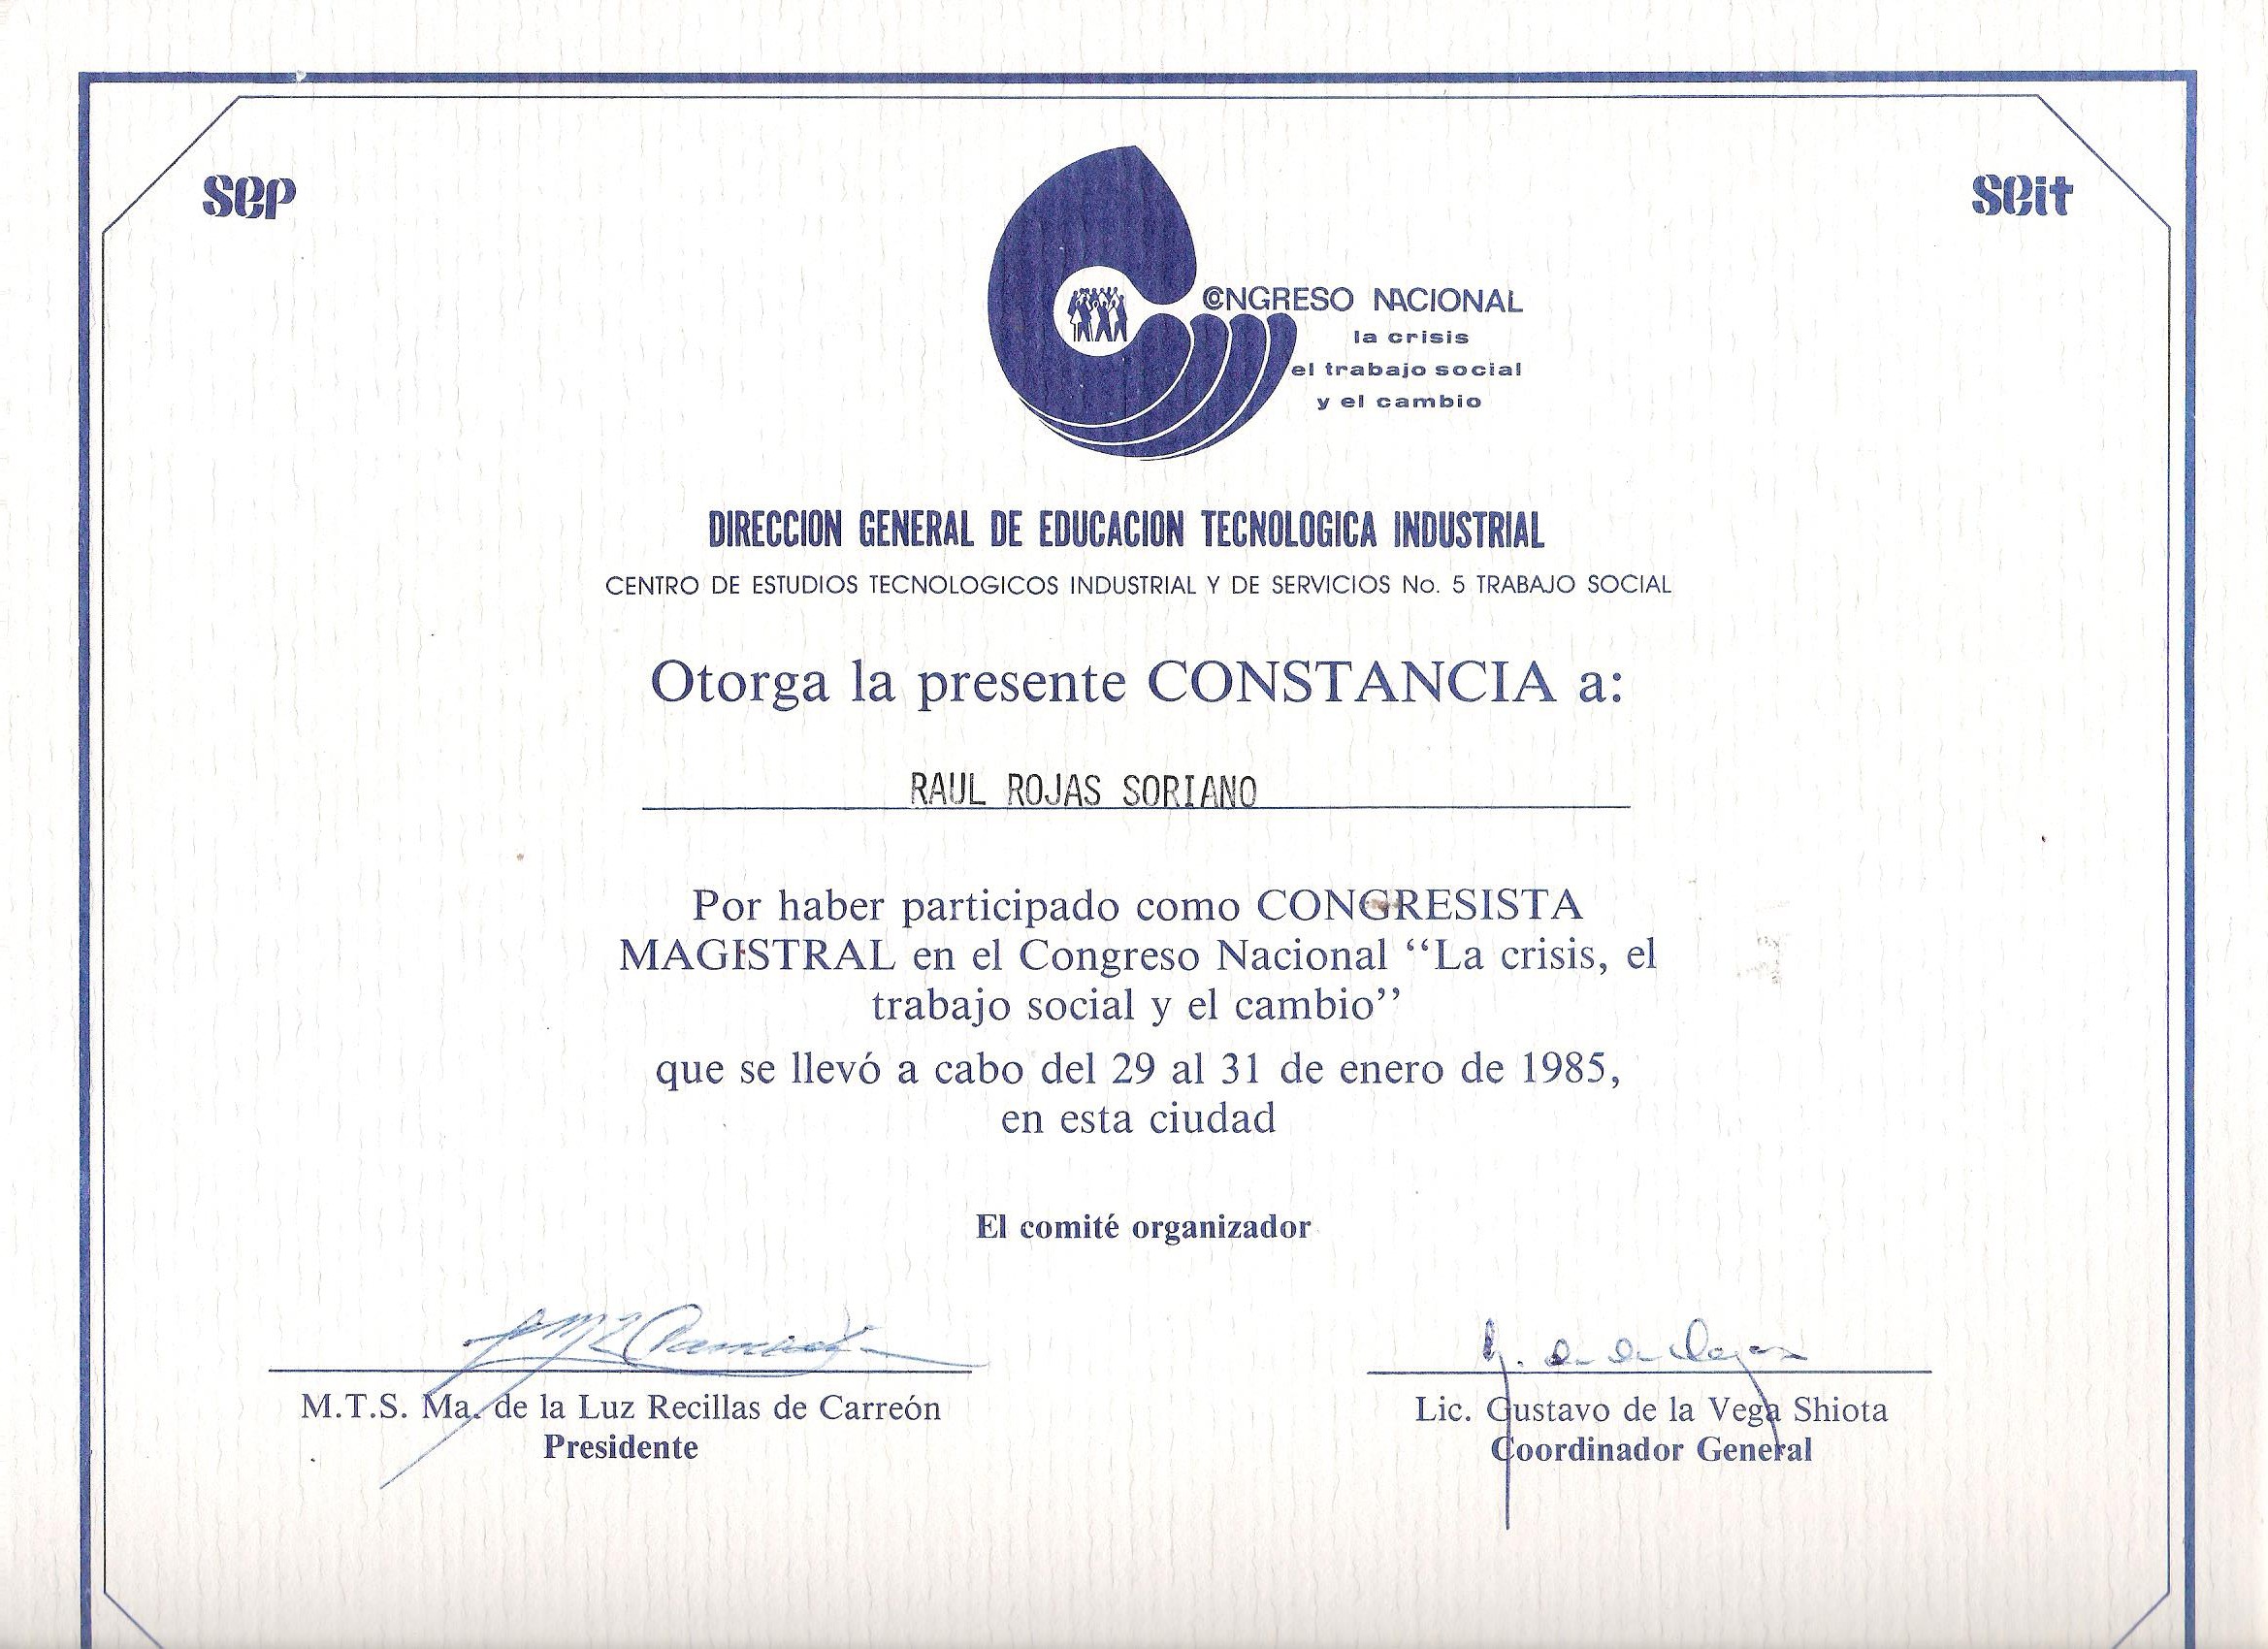 sep
seit
CONGRESO NACIONAL
la crisis
el trabajo social
y el cambio
DIRECCION GENERAL DE EDUCACION TECNOLOGICA INDUSTRIAL
CENTRO DE ESTUDIOS TECNOLOGICOS INDUSTRIAL Y DE SERVICIOS No. 5 TRABAJO SOCIAL
Otorga la presente CONSTANCIA a:
RAUL ROJAS SORIANO
Por haber participado como CONGRESISTA
MAGISTRAL en el Congreso Nacional ‘‘La crisis, el
trabajo social y el cambio’’
que se llevó a cabo del 29 al 31 de enero de 1985,
en esta ciudad
El comité organizador
M.T.S. Ma. de la Luz Recillas de Carreón
Presidente
Lic. Gustavo de la Vega Shiota
Coordinador General